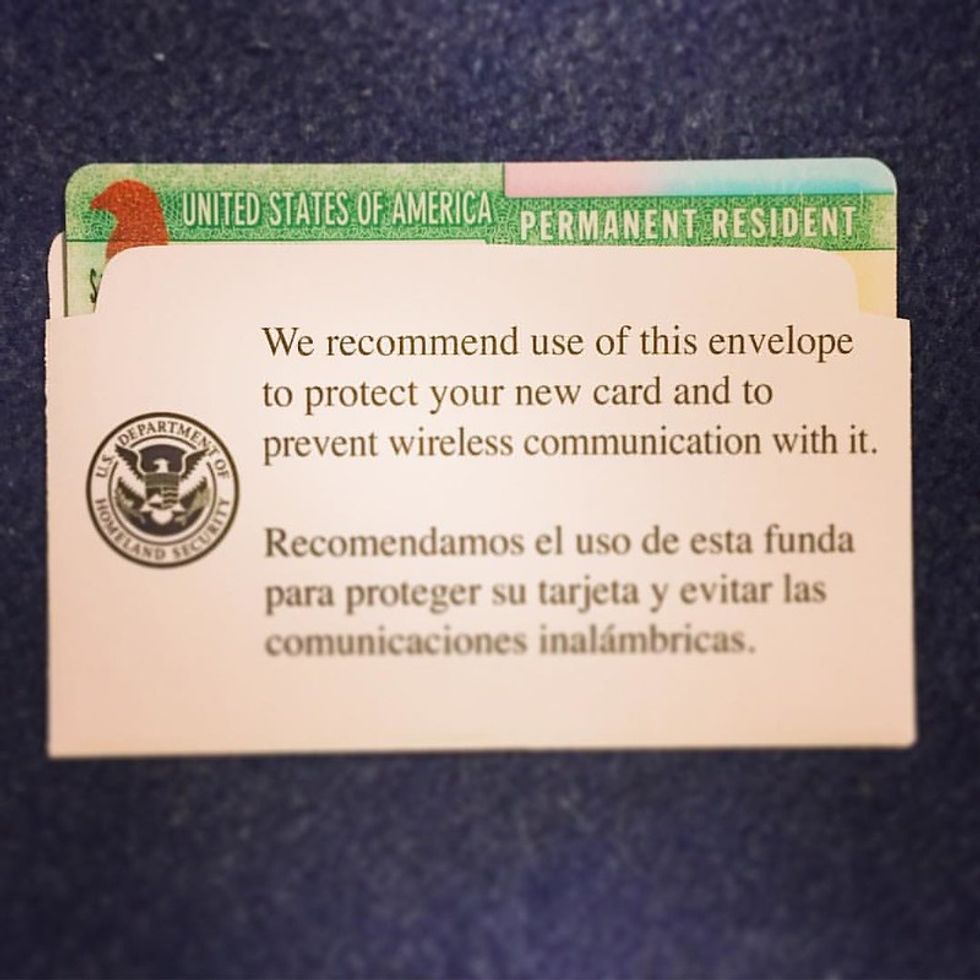 UNITED STATES OF AMERICA
PERMANENT RESIDENT
We recommend use of this envelope
to protect your new card and to
prevent wireless communication with it.
U.S. DEPARTMENT OF
HOMELAND SECURITY
Recomendamos el uso de esta funda
para proteger su tarjeta y evitar las
comunicaciones inalámbricas.